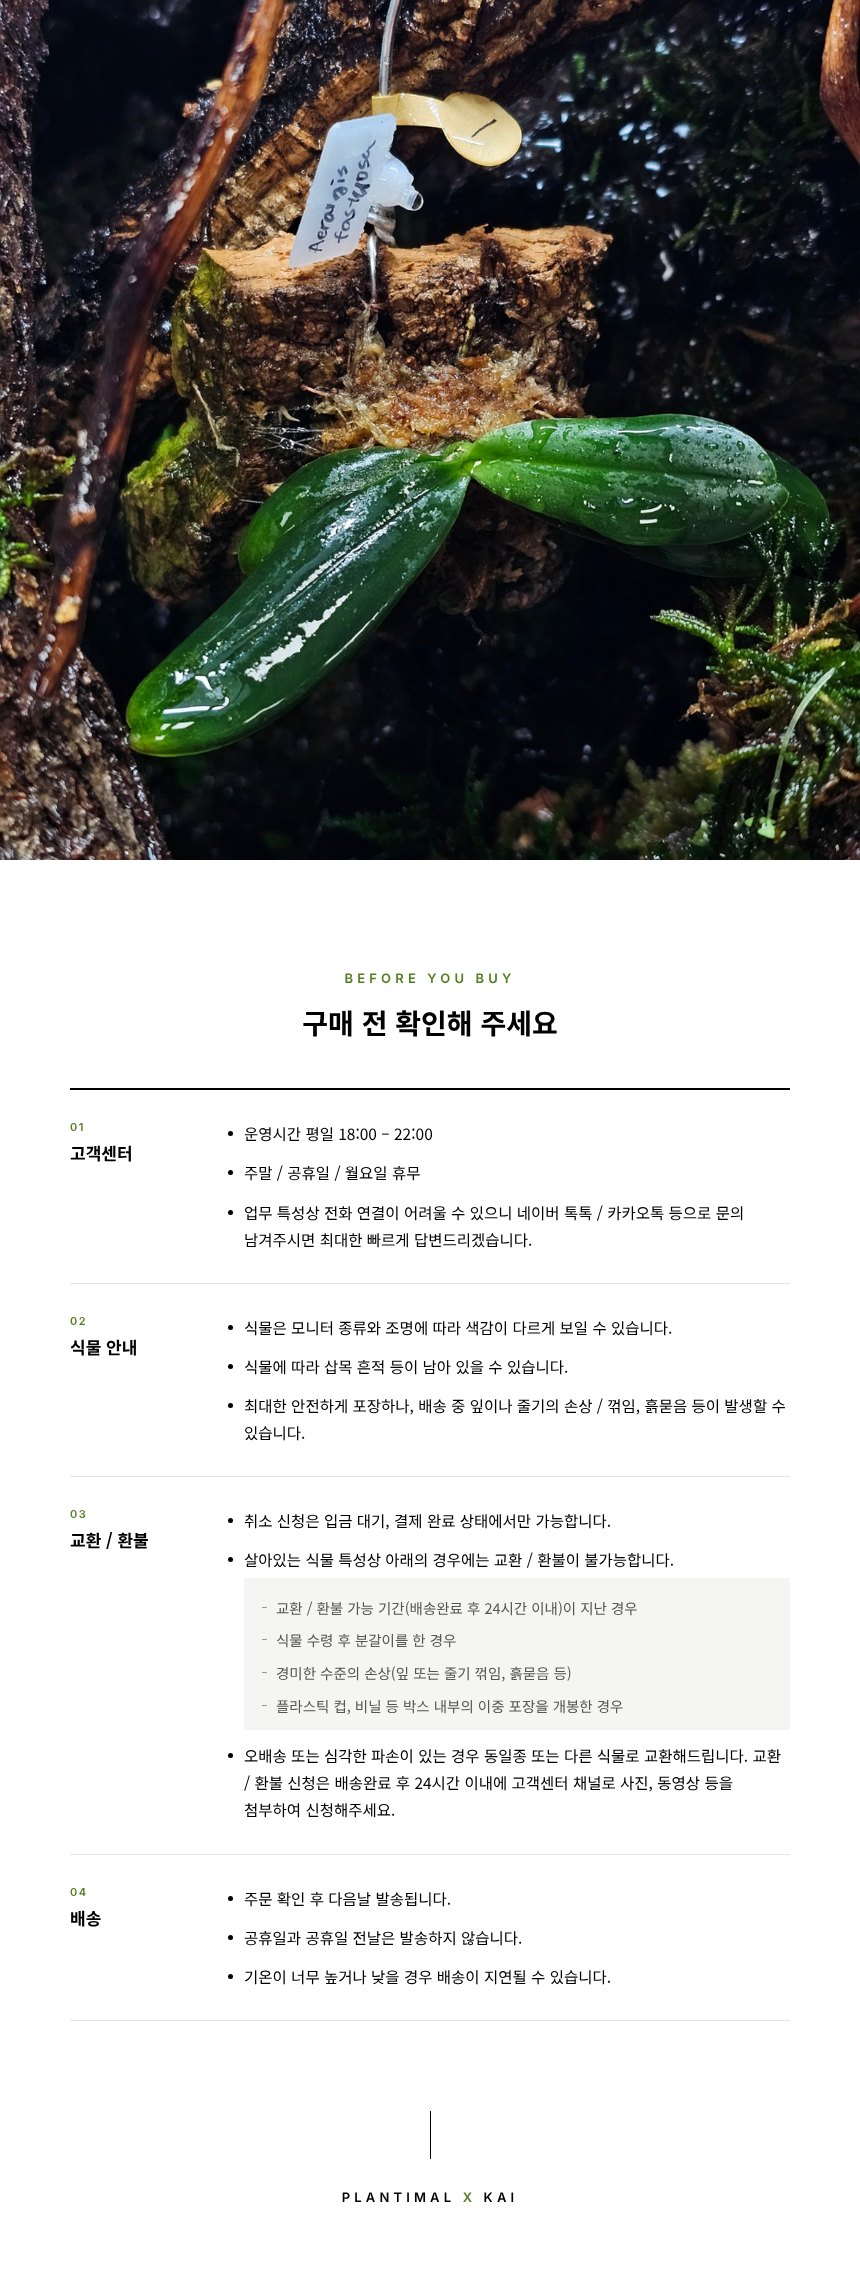 Aerangis
fastuosa
BEFORE YOU BUY
구매 전 확인해 주세요
01
고객센터
• 운영시간 평일 18:00 – 22:00
• 주말 / 공휴일 / 월요일 휴무
• 업무 특성상 전화 연결이 어려울 수 있으니 네이버 톡톡 / 카카오톡 등으로 문의
남겨주시면 최대한 빠르게 답변드리겠습니다.
02
식물 안내
• 식물은 모니터 종류와 조명에 따라 색감이 다르게 보일 수 있습니다.
• 식물에 따라 삽목 흔적 등이 남아 있을 수 있습니다.
• 최대한 안전하게 포장하나, 배송 중 잎이나 줄기의 손상 / 꺾임, 흙묻음 등이 발생할 수
있습니다.
03
교환 / 환불
• 취소 신청은 입금 대기, 결제 완료 상태에서만 가능합니다.
• 살아있는 식물 특성상 아래의 경우에는 교환 / 환불이 불가능합니다.
– 교환 / 환불 가능 기간(배송완료 후 24시간 이내)이 지난 경우
– 식물 수령 후 분갈이를 한 경우
– 경미한 수준의 손상(잎 또는 줄기 꺾임, 흙묻음 등)
– 플라스틱 컵, 비닐 등 박스 내부의 이중 포장을 개봉한 경우
• 오배송 또는 심각한 파손이 있는 경우 동일종 또는 다른 식물로 교환해드립니다. 교환
/ 환불 신청은 배송완료 후 24시간 이내에 고객센터 채널로 사진, 동영상 등을
첨부하여 신청해주세요.
04
배송
• 주문 확인 후 다음날 발송됩니다.
• 공휴일과 공휴일 전날은 발송하지 않습니다.
• 기온이 너무 높거나 낮을 경우 배송이 지연될 수 있습니다.
PLANTIMAL X KAI